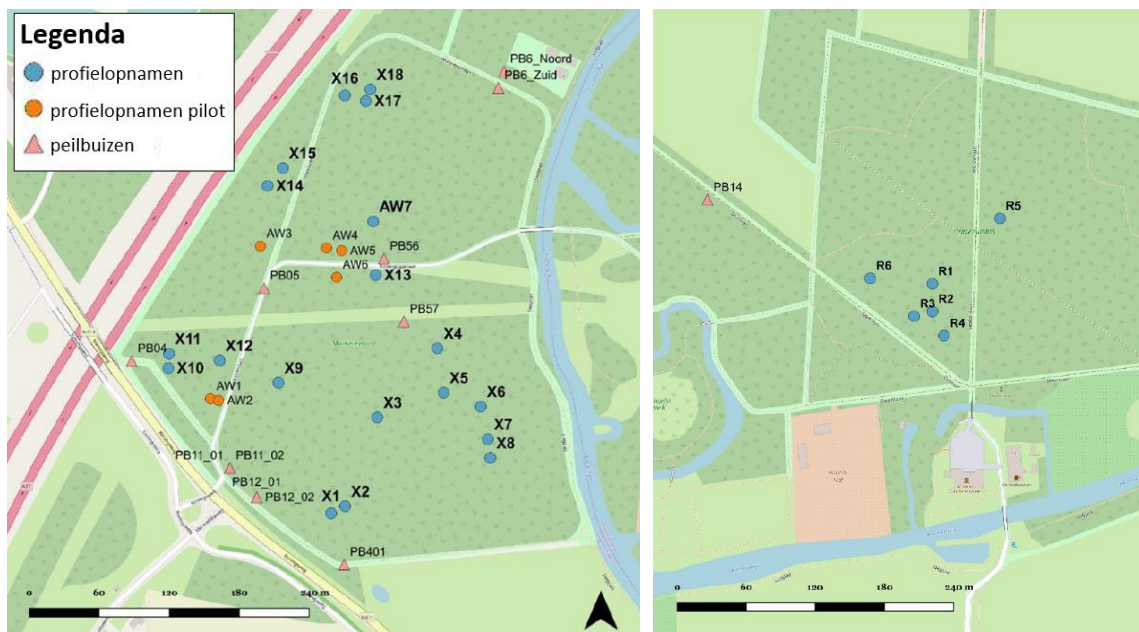 Legenda
profielopnamen
profielopnamen pilot
peilbuizen
PB6_Noord
PB6_Zuid
X16
X18
X17
X15
X14
AW7
AW3
AW4
AW5
PB56
AW6
X13
PB05
PB57
X4
X11
X12
PB04
X10
X9
X5
X6
AW1
AW2
X3
X7
X8
PB11_01
PB11_02
PB12_01
PB12_02
X1
X2
PB401
0
60
120
180
240 m
PB14
R5
R6
R1
R2
R3
R4
0
60
120
180
240 m